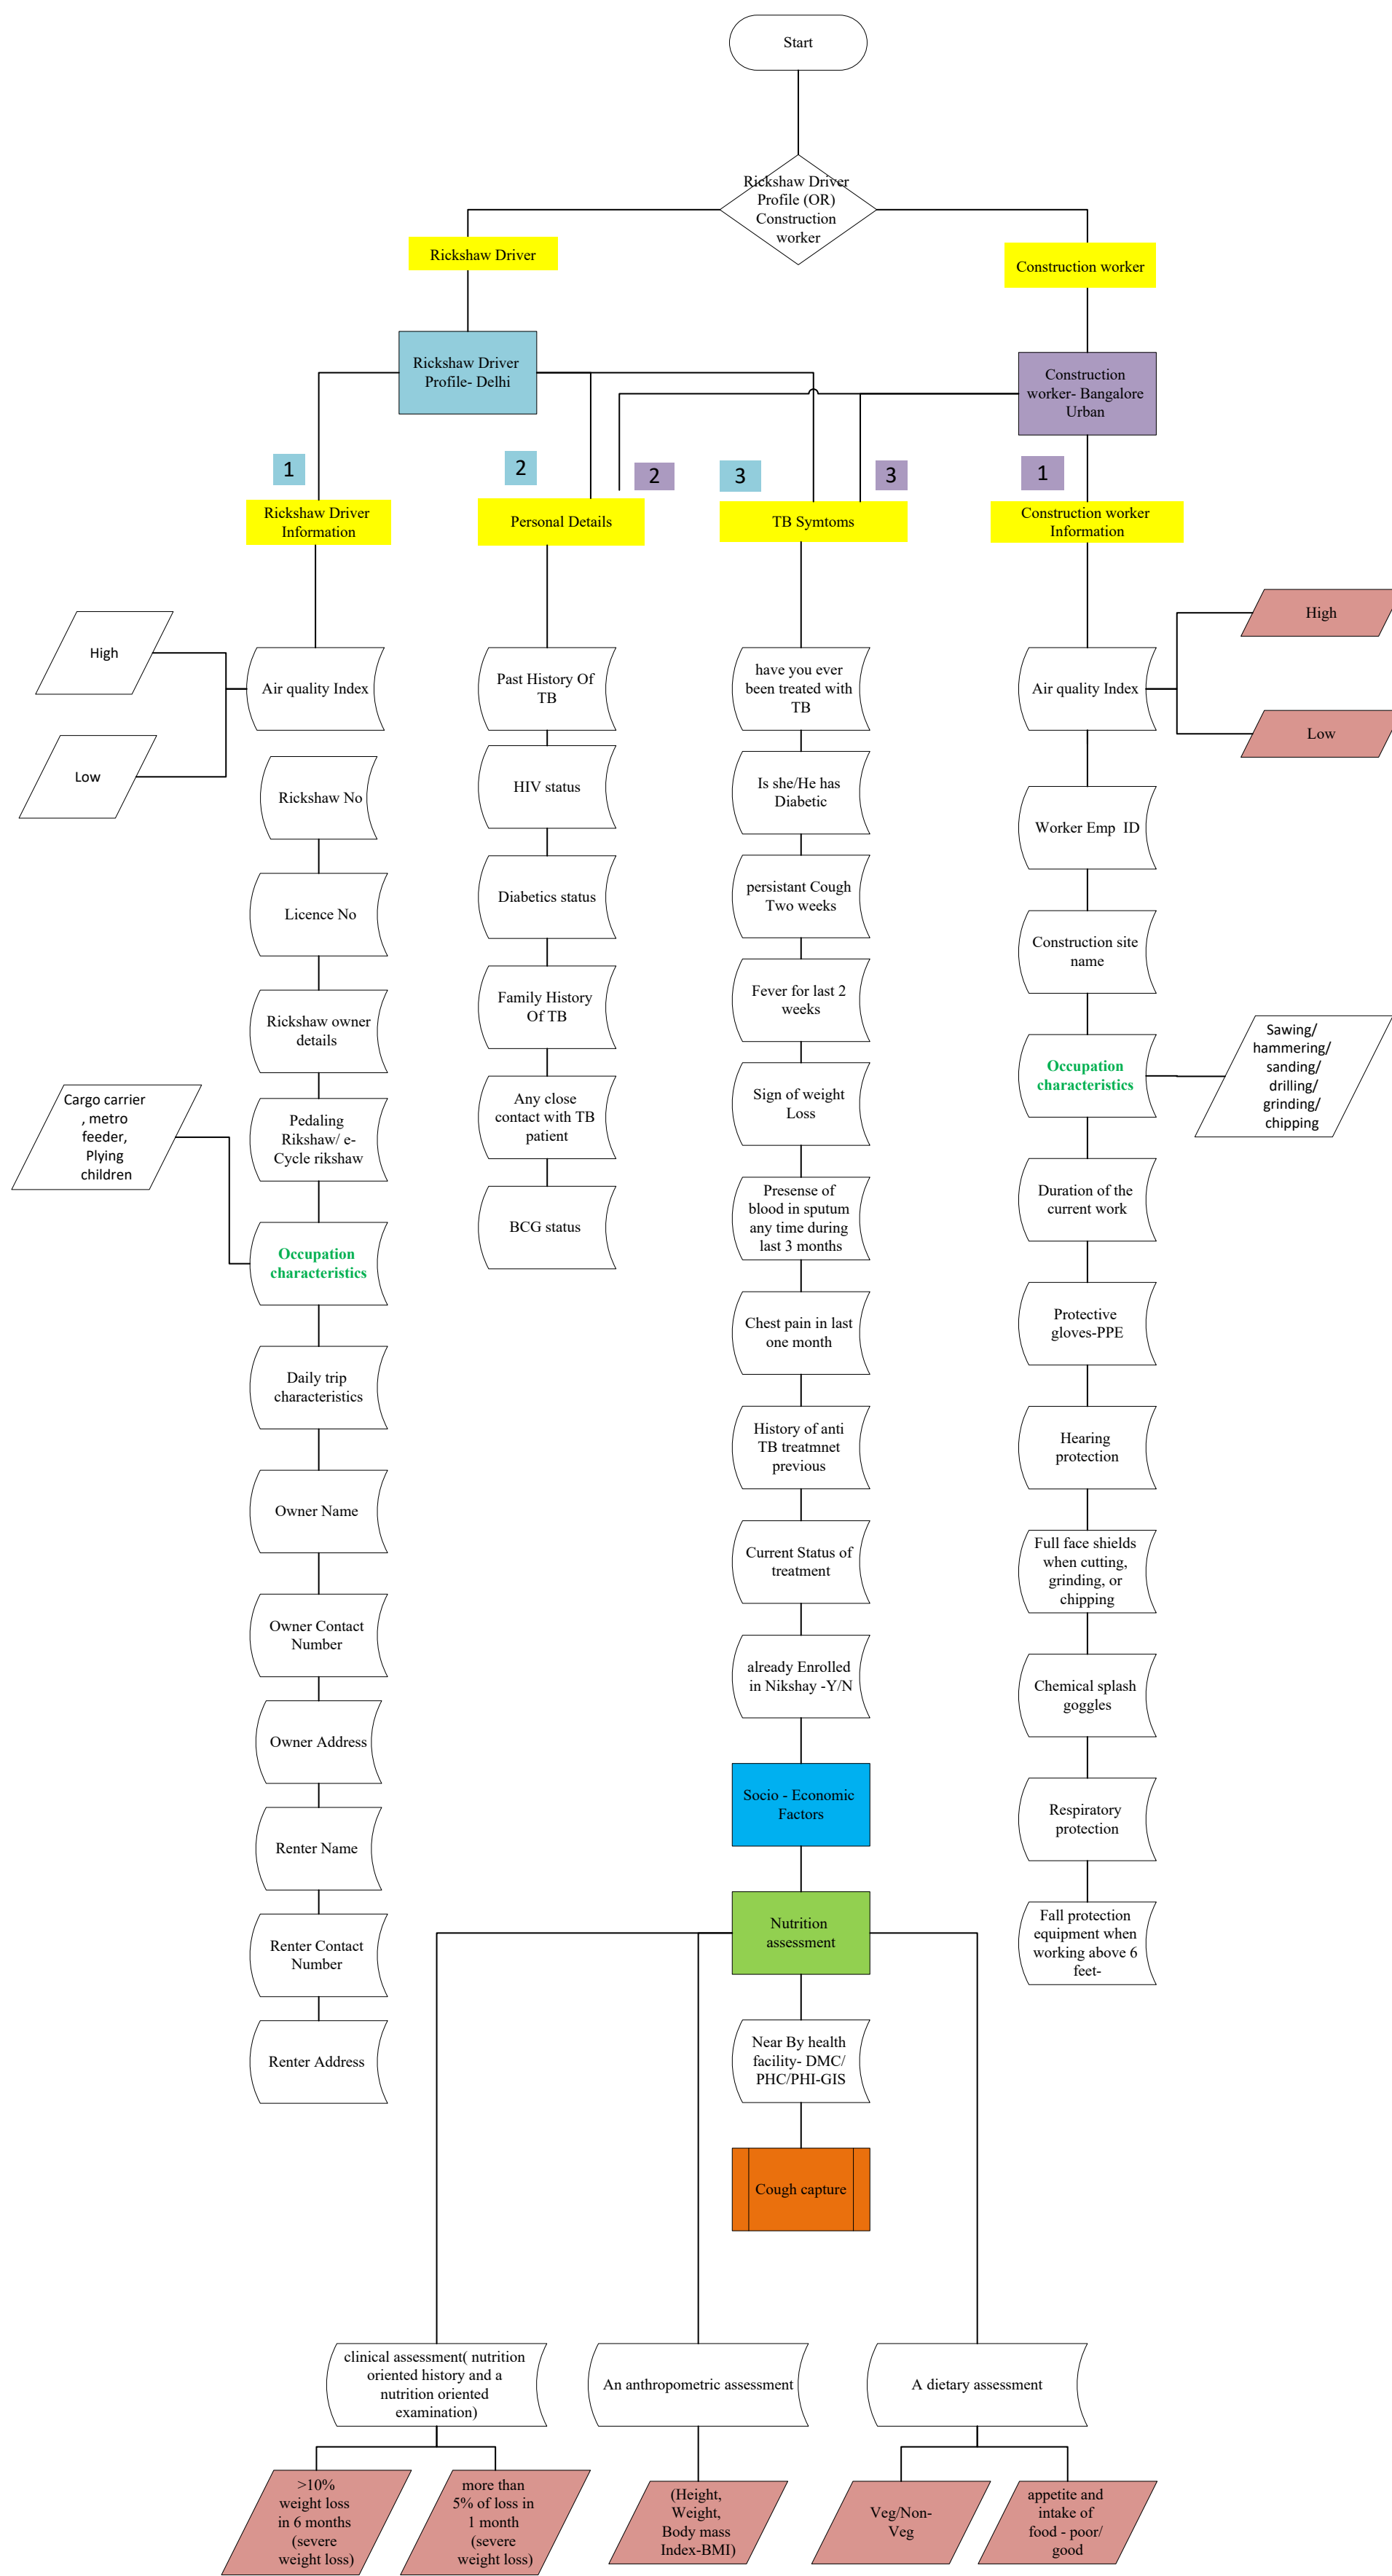 Start
Rickshaw Driver
Profile (OR)
Construction
worker
Rickshaw Driver
Construction worker
Rickshaw Driver
Profile- Delhi
Construction
worker- Bangalore
Urban
1
2
2
3
3
1
Rickshaw Driver
Information
Personal Details
TB Symtoms
Construction worker
Information
High
Low
Air quality Index
Rickshaw No
Licence No
Rickshaw owner
details
Pedaling
Rikshaw/ e-
Cycle rikshaw
Cargo carrier
, metro
feeder,
Plying
children
Occupation
characteristics
Daily trip
characteristics
Owner Name
Owner Contact
Number
Owner Address
Renter Name
Renter Contact
Number
Renter Address
Past History Of
TB
HIV status
Diabetics status
Family History
Of TB
Any close
contact with TB
patient
BCG status
have you ever
been treated with
TB
Is she/He has
Diabetic
persistant Cough
Two weeks
Fever for last 2
weeks
Sign of weight
Loss
Presense of
blood in sputum
any time during
last 3 months
Chest pain in last
one month
History of anti
TB treatmnet
previous
Current Status of
treatment
already Enrolled
in Nikshay -Y/N
Socio - Economic
Factors
Nutrition
assessment
Near By health
facility- DMC/
PHC/PHI-GIS
Cough capture
Air quality Index
High
Low
Worker Emp  ID
Construction site
name
Occupation
characteristics
Sawing/
hammering/
sanding/
drilling/
grinding/
chipping
Duration of the
current work
Protective
gloves-PPE
Hearing
protection
Full face shields
when cutting,
grinding, or
chipping
Chemical splash
goggles
Respiratory
protection
Fall protection
equipment when
working above 6
feet-
clinical assessment( nutrition
oriented history and a
nutrition oriented
examination)
An anthropometric assessment
A dietary assessment
>10%
weight loss
in 6 months
(severe
weight loss)
more than
5% of loss in
1 month
(severe
weight loss)
(Height,
Weight,
Body mass
Index-BMI)
Veg/Non-
Veg
appetite and
intake of
food - poor/
good